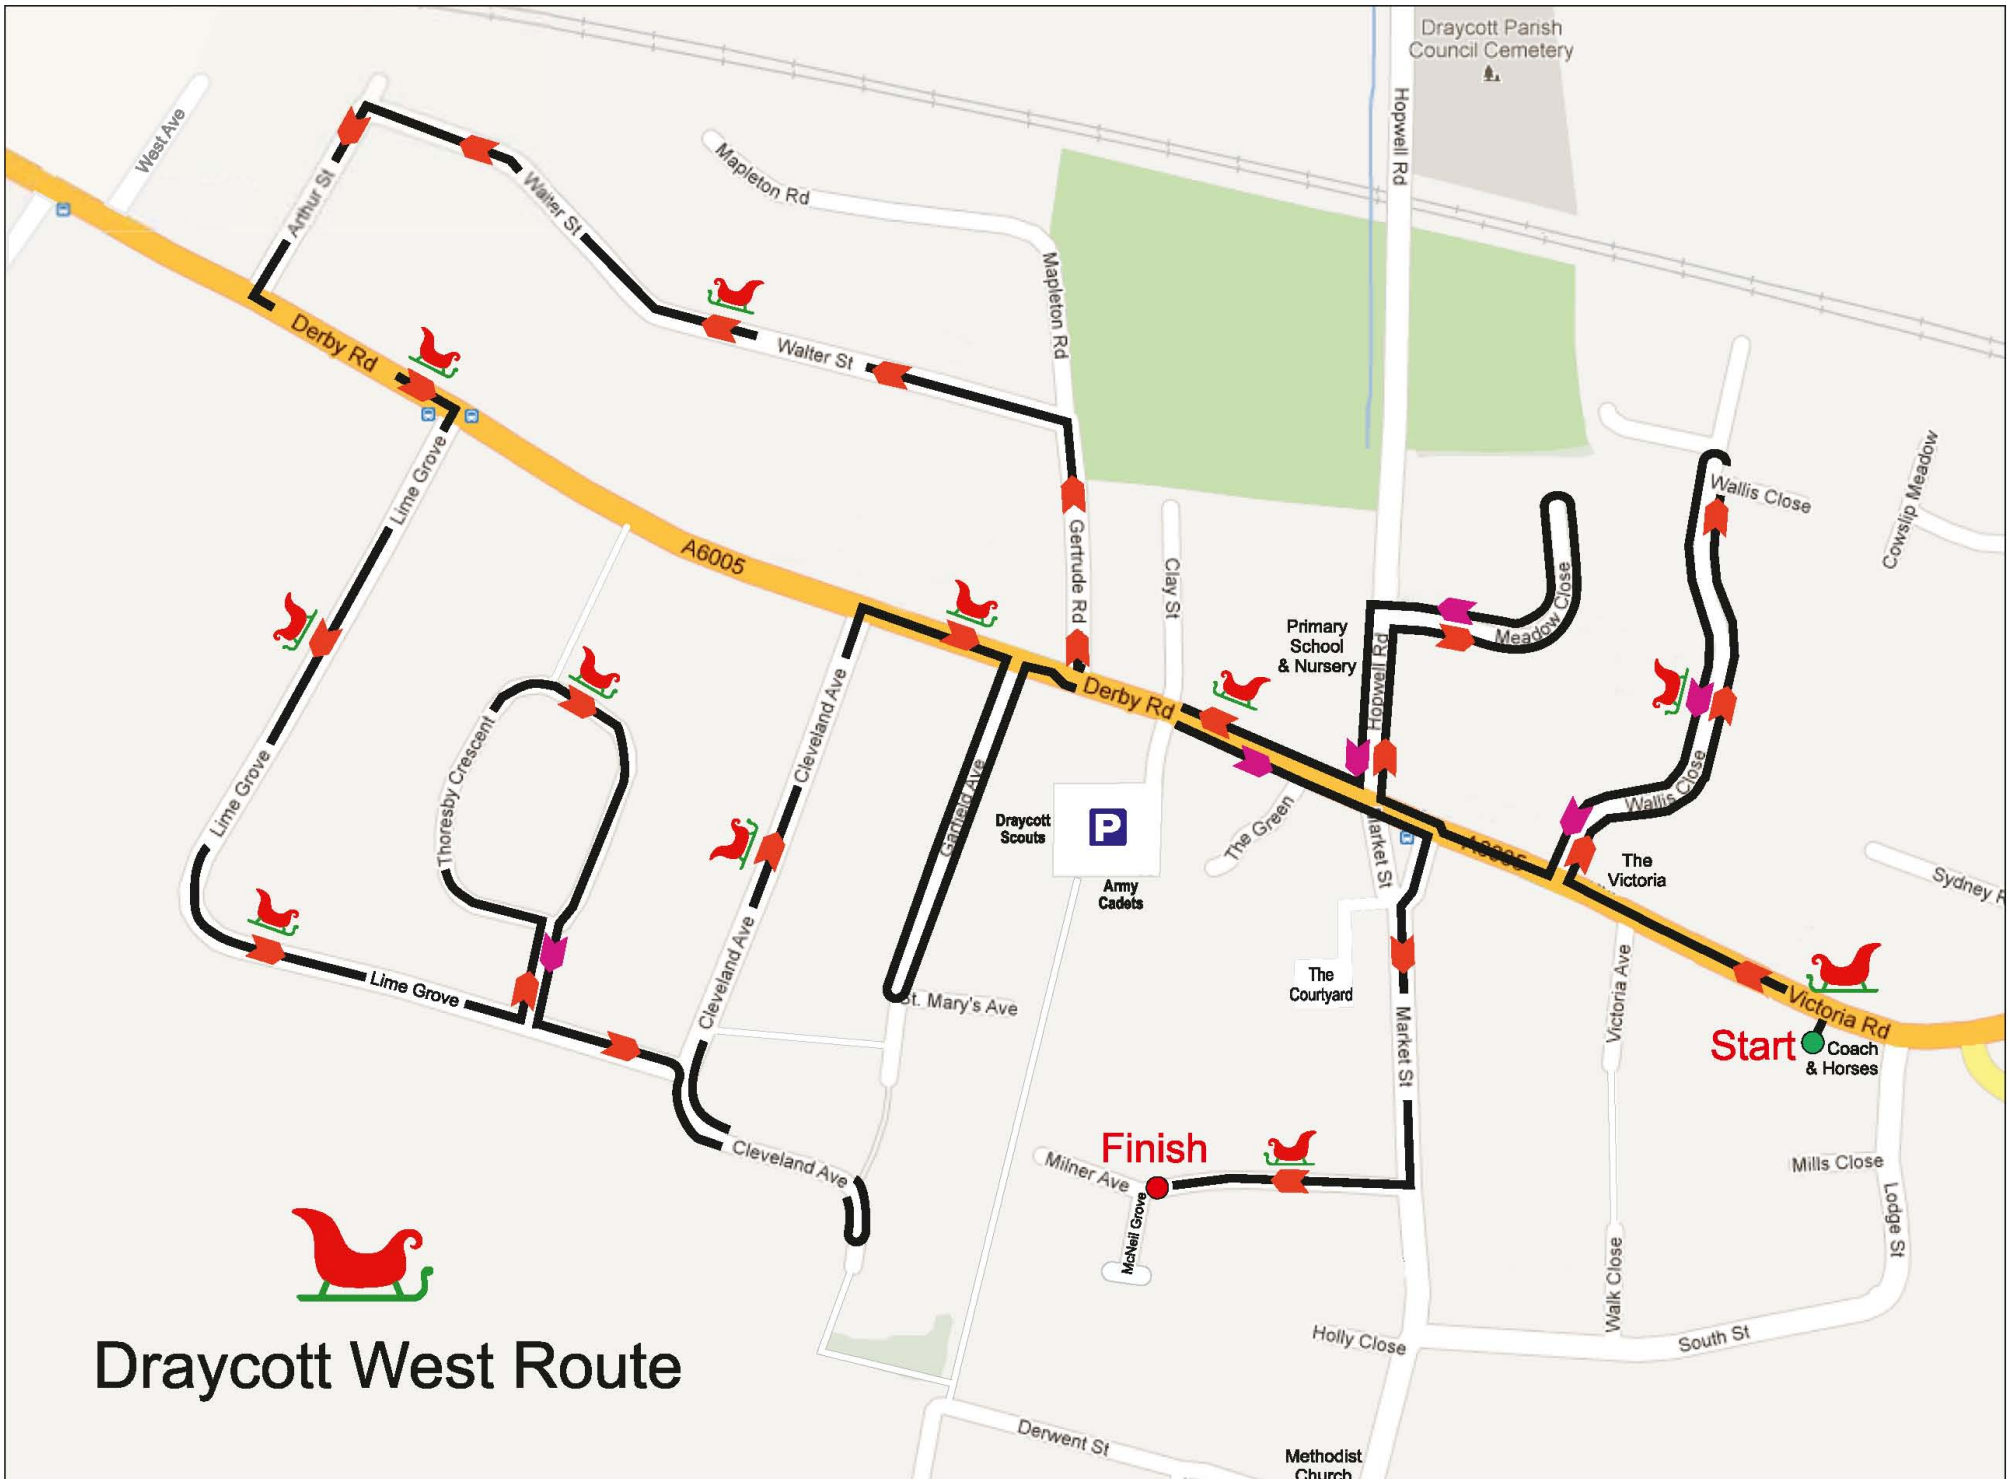 Draycott Parish
Council Cemetery
Hopwell Rd
West Ave
Arthur St
Walter St
Mapleton Rd
Mapleton Rd
Derby Rd
Walter St
Lime Grove
A6005
Gertrude Rd
Clay St
Wallis Close
Cowslip Meadow
Meadow Close
Primary
School
& Nursery
Hopwell Rd
Derby Rd
Cleveland Ave
Thoresby Crescent
Lime Grove
Garfield Ave
Wallis Close
The Green
Draycott
Scouts
P
Army
Cadets
Market St
A6005
The
Victoria
Sydney
Lime Grove
Cleveland Ave
St. Mary's Ave
The
Courtyard
Victoria Ave
Victoria Rd
Start
Coach
& Horses
Market St
Cleveland Ave
Finish
Milner Ave
McNeil Grove
Mills Close
Lodge St
Walk Close
Holly Close
South St
Draycott West Route
Derwent St
Methodist
Church